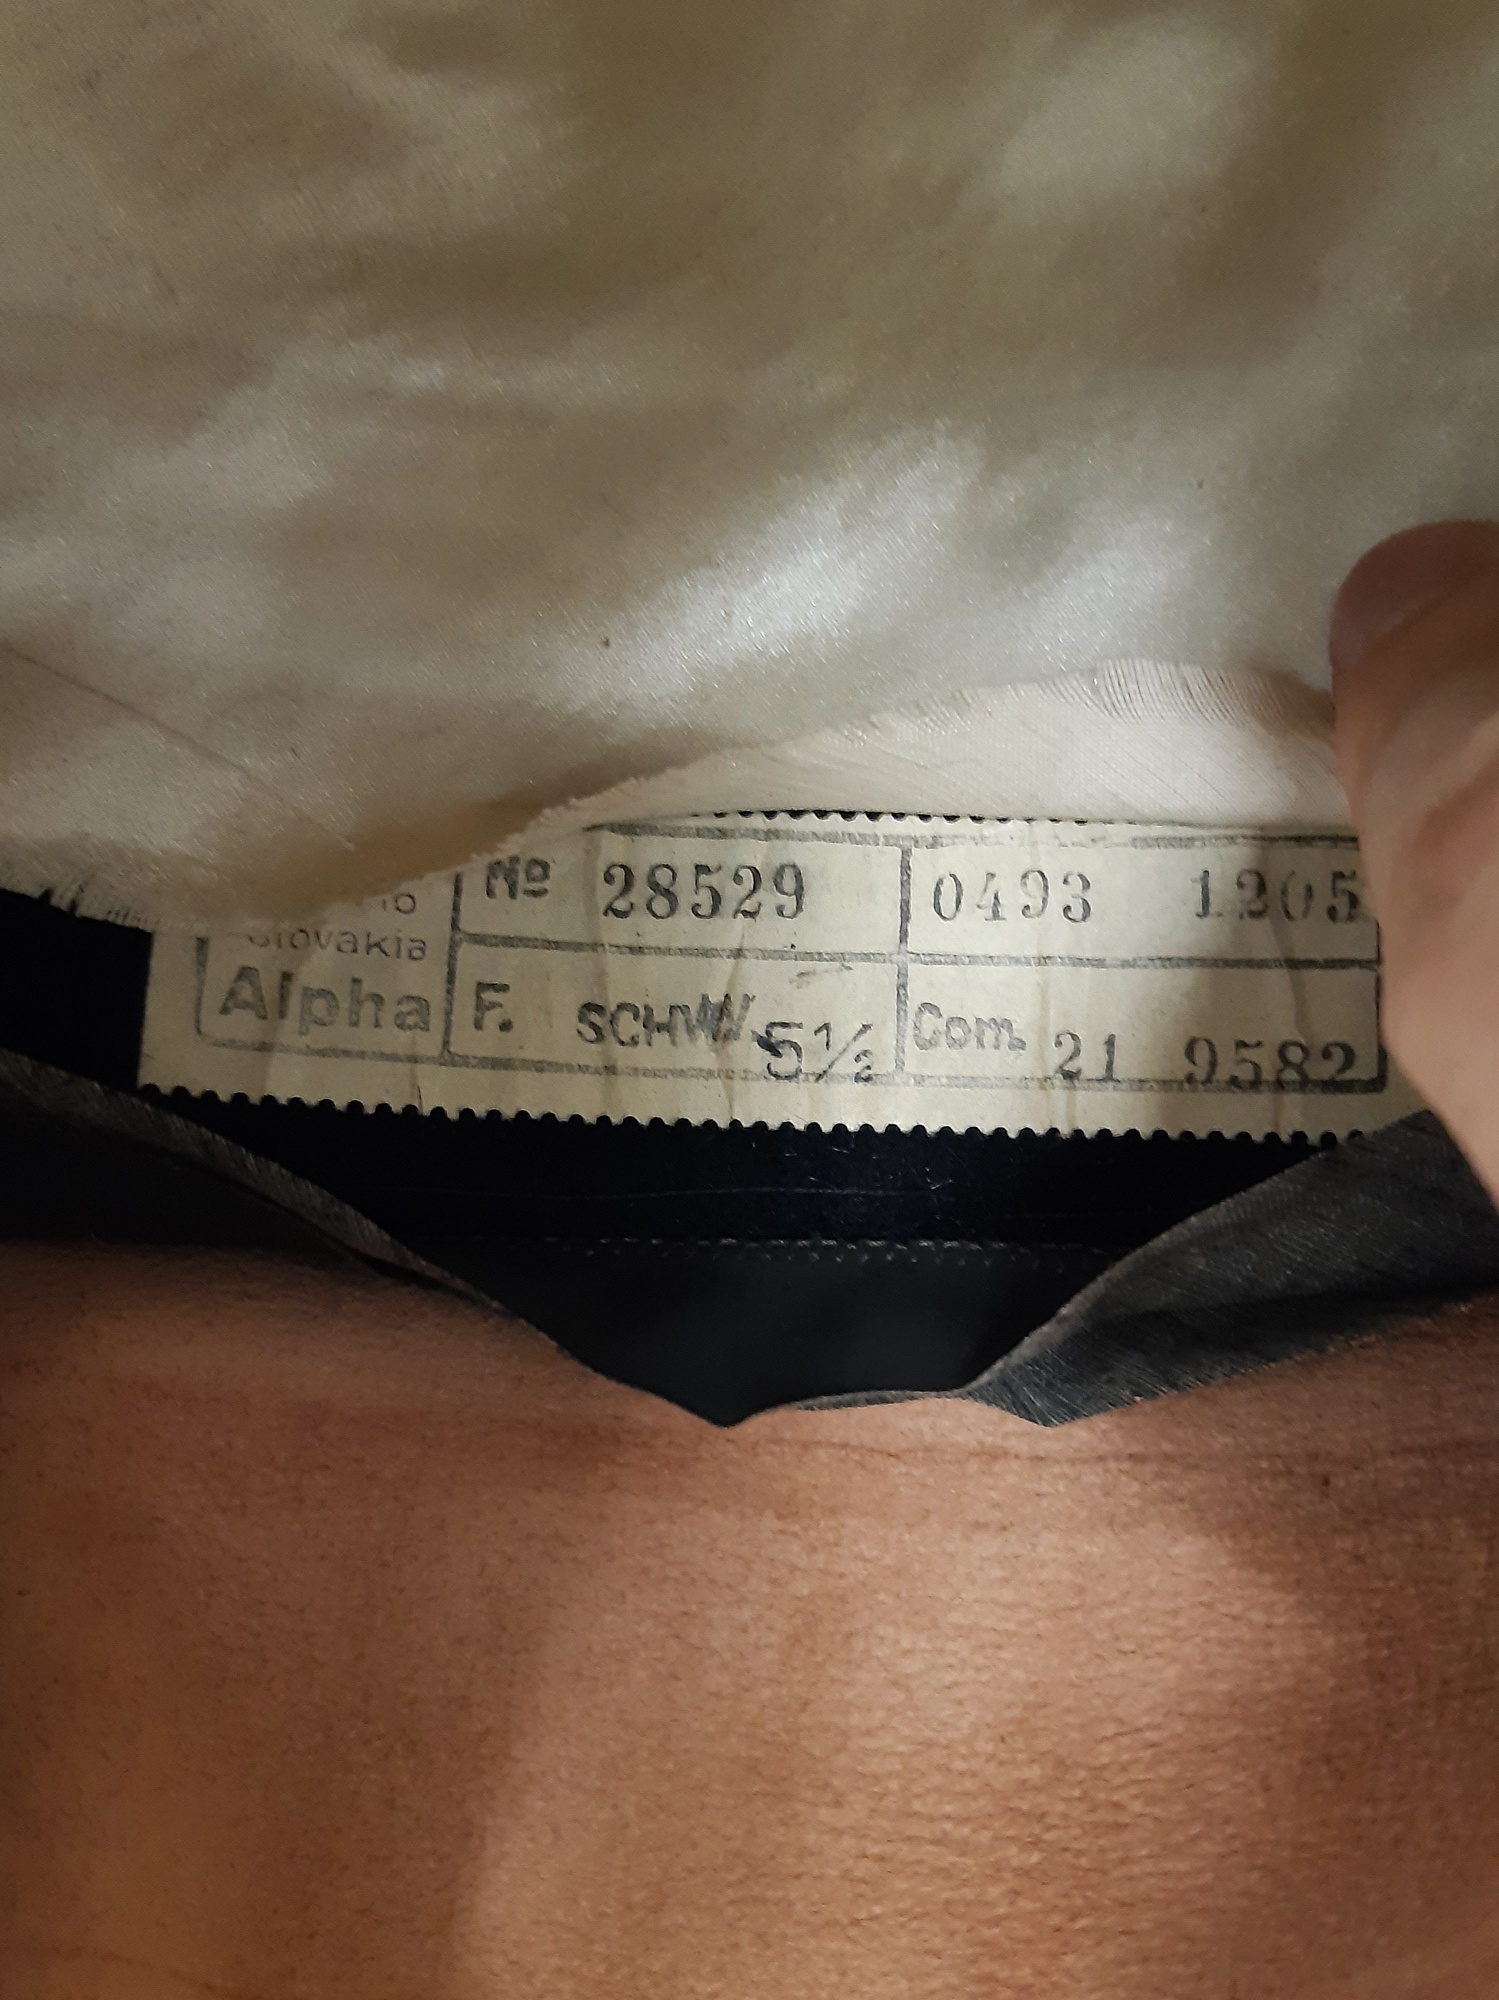 Nº 28529 0493 1205
Slovakia
Alpha F. SCHW. 5½ Com. 21 9582